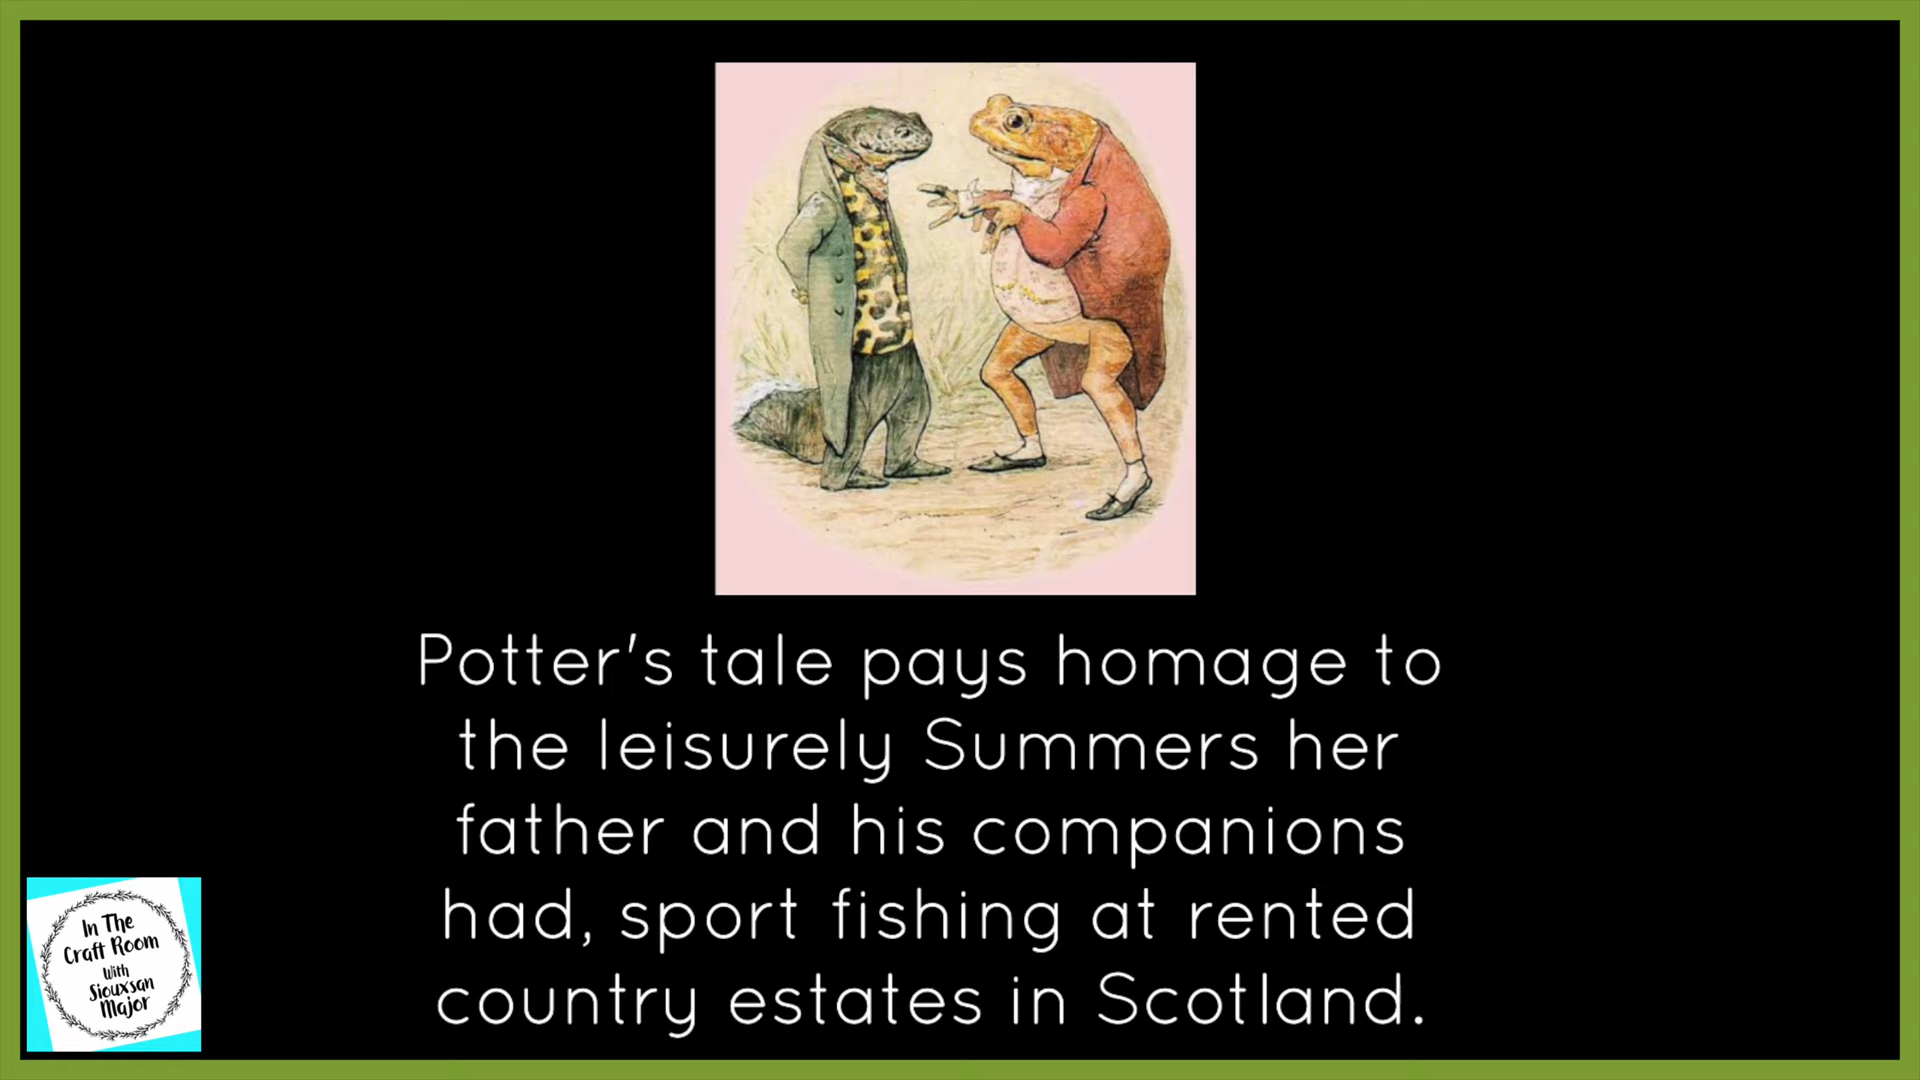 Potter's tale pays homage to
the leisurely Summers her
father and his companions
had, sport fishing at rented
country estates in Scotland.
In The
Craft Room
With
Siouxsan
Major